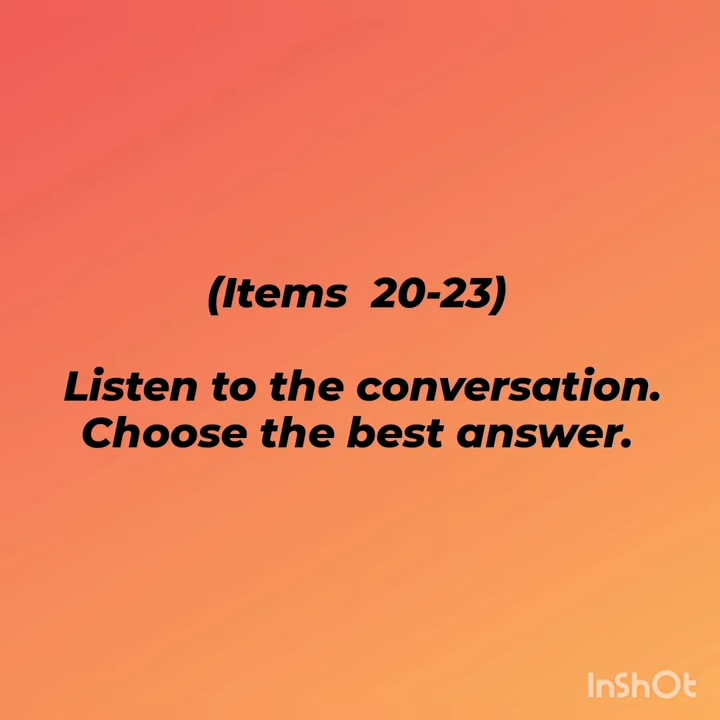 (Items 20-23)
Listen to the conversation.
Choose the best answer.
InShOt